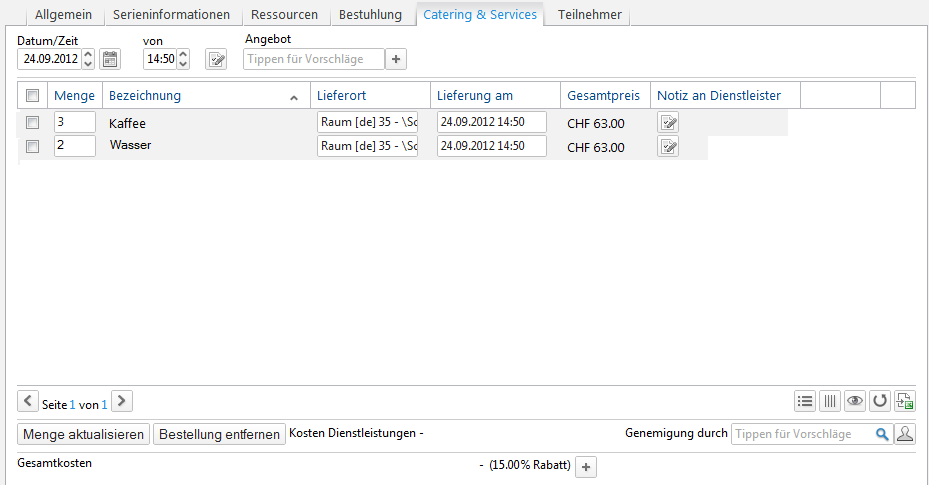 Allgemein Serieninformationen Ressourcen Bestuhlung Catering & Services Teilnehmer
Datum/Zeit von Angebot
24.09.2012 14:50 Tippen für Vorschläge +
Menge Bezeichnung Lieferort Lieferung am Gesamtpreis Notiz an Dienstleister
3 Kaffee Raum [de] 35 - \Sc 24.09.2012 14:50 CHF 63.00
2 Wasser Raum [de] 35 - \Sc 24.09.2012 14:50 CHF 63.00
Seite 1 von 1
Menge aktualisieren Bestellung entfernen Kosten Dienstleistungen - Genemigung durch Tippen für Vorschläge
Gesamtkosten - (15.00% Rabatt) +